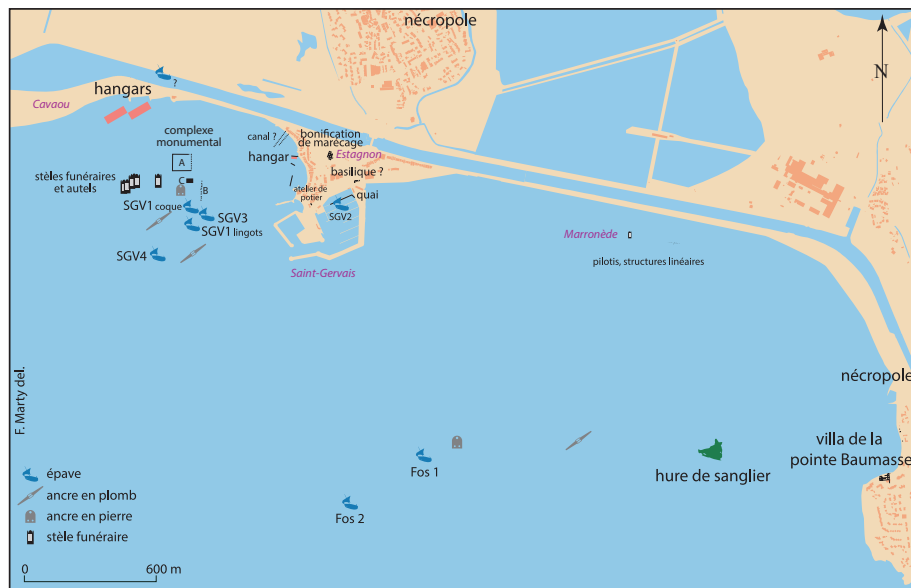 nécropole
N
?
hangars
Cavaou
complexe
monumental
canal ?
bonification
de marécage
hangar
Estagnon
A
basilique ?
stèles funéraires
et autels
C
B
atelier de
potier
quai
SGV1 coque
SGV2
SGV3
SGV1 lingots
Marronède
SGV4
pilotis, structures linéaires
Saint-Gervais
nécropole
F. Marty del.
villa de la
pointe Baumasse
Fos 1
hure de sanglier
épave
ancre en plomb
Fos 2
ancre en pierre
stèle funéraire
0
600 m